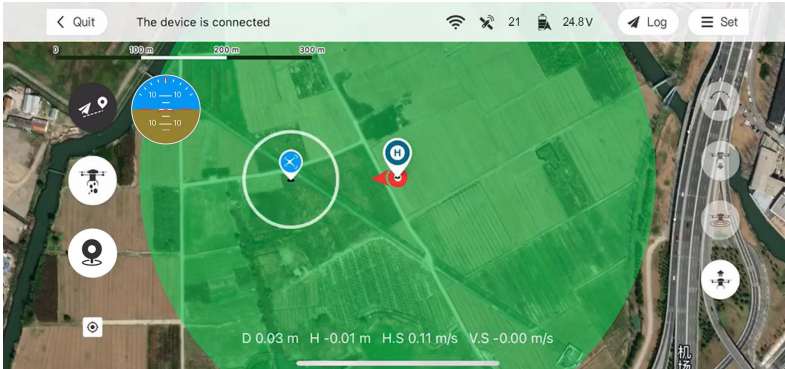 Quit
The device is connected
21
24.8 V
Log
Set
0 100 m 200 m 300 m
10 10
10 10
H
D 0.03 m H -0.01 m H.S 0.11 m/s V.S -0.00 m/s
机
场